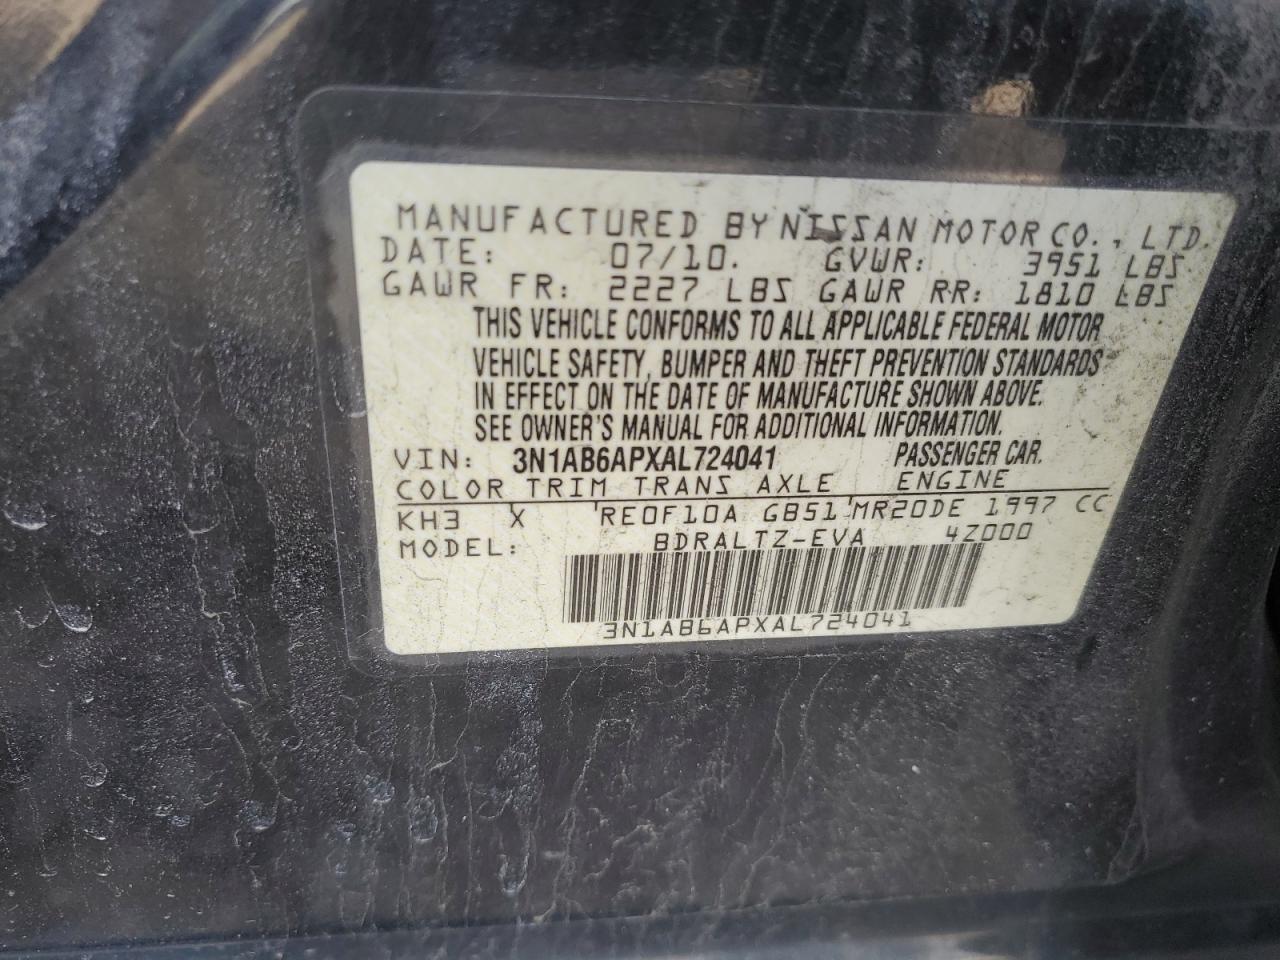 MANUFACTURED BY NISSAN MOTOR CO., LTD.
DATE: 07/10. GVWR: 3951 LBS
GAWR FR: 2227 LBS GAWR RR: 1810 LBS
THIS VEHICLE CONFORMS TO ALL APPLICABLE FEDERAL MOTOR
VEHICLE SAFETY, BUMPER AND THEFT PREVENTION STANDARDS
IN EFFECT ON THE DATE OF MANUFACTURE SHOWN ABOVE.
SEE OWNER'S MANUAL FOR ADDITIONAL INFORMATION.
VIN: 3N1AB6APXAL724041 PASSENGER CAR.
COLOR TRIM TRANS AXLE ENGINE
KH3 X RE0F10A GB51 MR20DE 1997 CC
MODEL: BDRALTZ-EVA 4Z000
3N1AB6APXAL724041